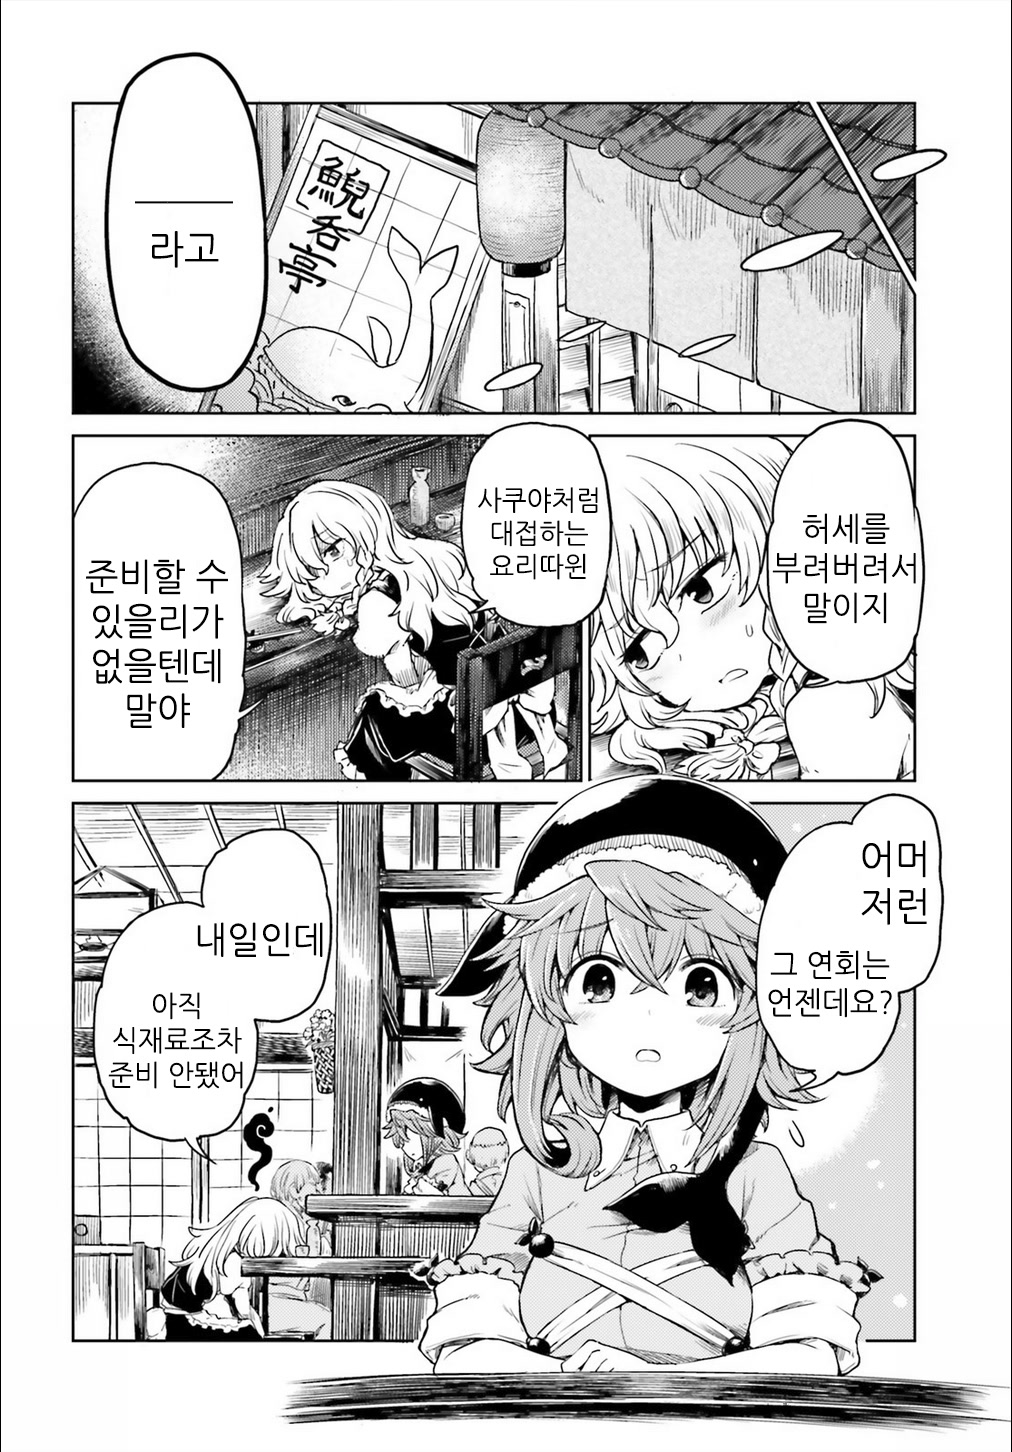 라고
鯢
呑
亭
허세를
부려버려서
말이지
사쿠야처럼
대접하는
요리따윈
준비할 수
있을리가
없을텐데
말야
어머
저런
그 연회는
언젠데요?
내일인데
아직
식재료조차
준비 안됐어